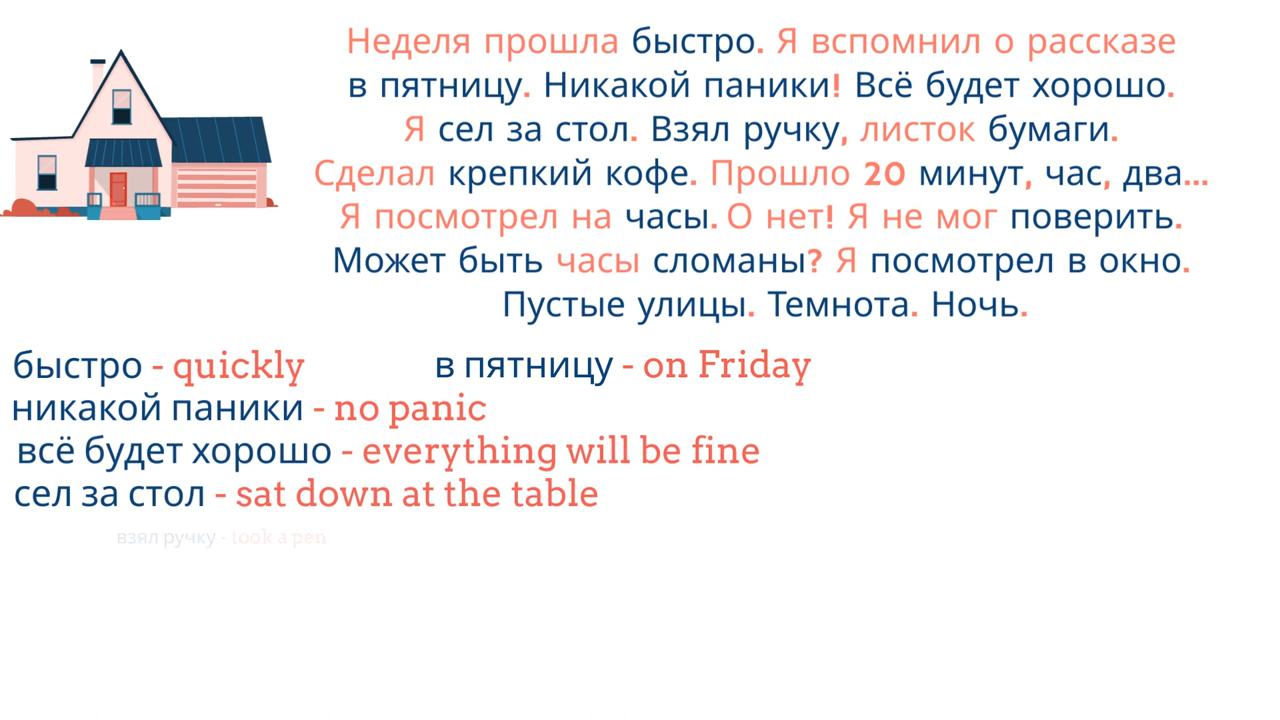 Неделя прошла быстро. Я вспомнил о рассказе
в пятницу. Никакой паники! Всё будет хорошо.
Я сел за стол. Взял ручку, листок бумаги.
Сделал крепкий кофе. Прошло 20 минут, час, два...
Я посмотрел на часы. О нет! Я не мог поверить.
Может быть часы сломаны? Я посмотрел в окно.
Пустые улицы. Темнота. Ночь.
быстро - quickly в пятницу - on Friday
никакой паники - no panic
всё будет хорошо - everything will be fine
сел за стол - sat down at the table
взял ручку - took a pen